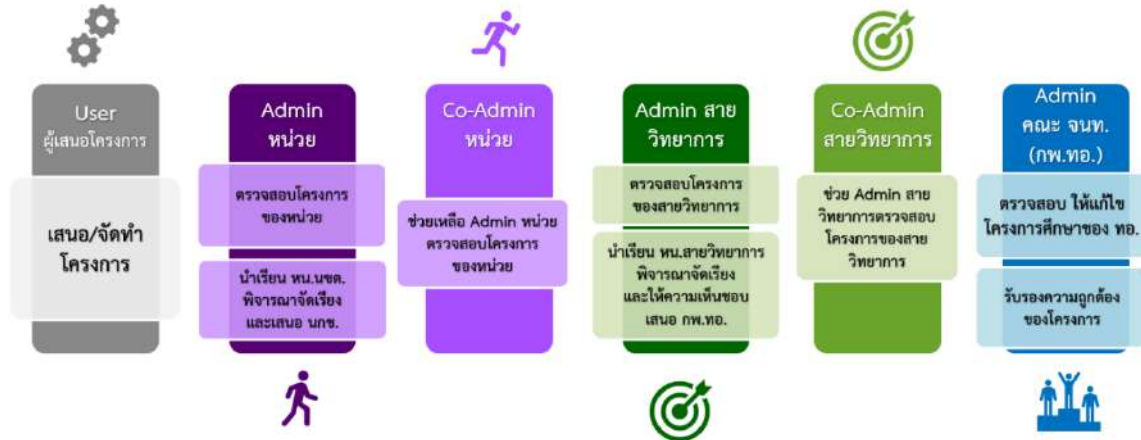 User
ผู้เสนอโครงการ
เสนอ/จัดทำ
โครงการ
Admin
หน่วย
ตรวจสอบโครงการ
ของหน่วย
นำเรียน หน.นขต.
พิจารณาจัดเรียง
และเสนอ นกข.
Co-Admin
หน่วย
ช่วยเหลือ Admin หน่วย
ตรวจสอบโครงการ
ของหน่วย
Admin สาย
วิทยาการ
ตรวจสอบโครงการ
ของสายวิทยาการ
นำเรียน หน.สายวิทยาการ
พิจารณาจัดเรียง
และให้ความเห็นชอบ
เสนอ กพ.ทอ.
Co-Admin
สายวิทยาการ
ช่วย Admin สาย
วิทยาการตรวจสอบ
โครงการของสาย
วิทยาการ
Admin
คณะ จนท.
(กพ.ทอ.)
ตรวจสอบ ให้แก้ไข
โครงการศึกษาของ ทอ.
รับรองความถูกต้อง
ของโครงการ